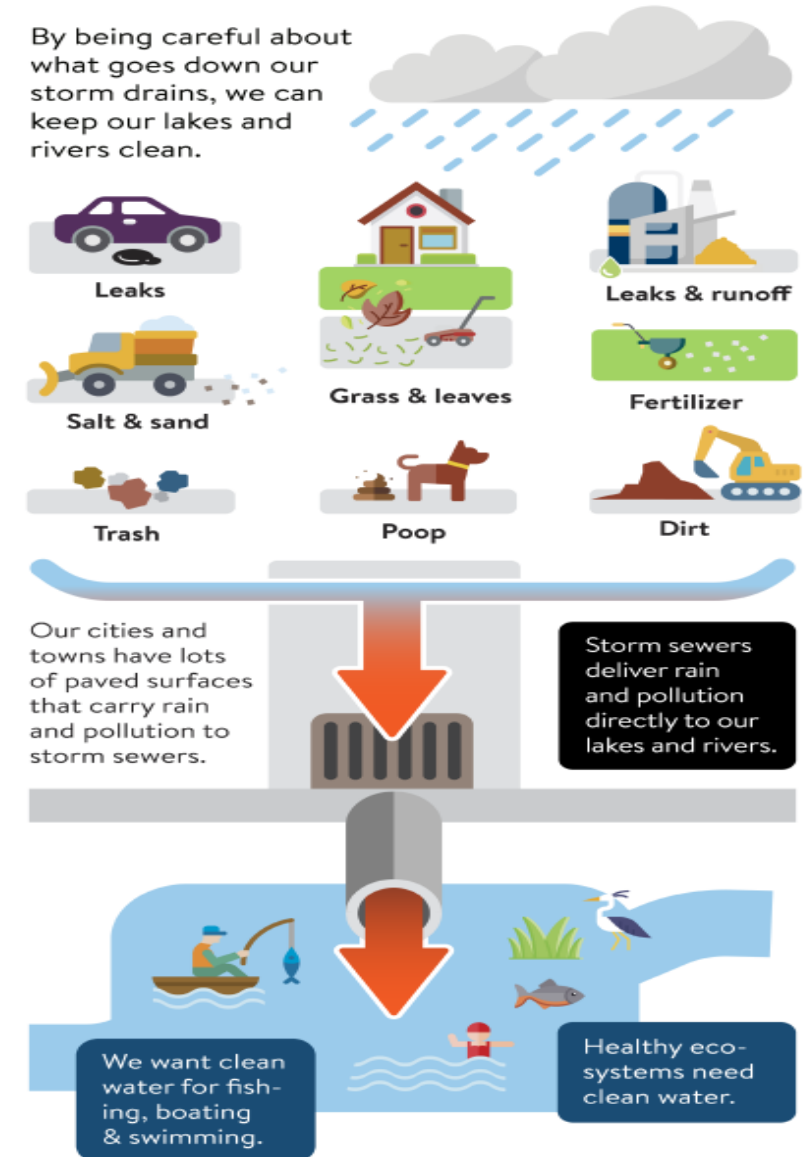 By being careful about
what goes down our
storm drains, we can
keep our lakes and
rivers clean.
Leaks
Leaks & runoff
Grass & leaves
Fertilizer
Salt & sand
Trash
Poop
Dirt
Our cities and
towns have lots
of paved surfaces
that carry rain
and pollution to
storm sewers.
Storm sewers
deliver rain
and pollution
directly to our
lakes and rivers.
We want clean
water for fish-
ing, boating
& swimming.
Healthy eco-
systems need
clean water.